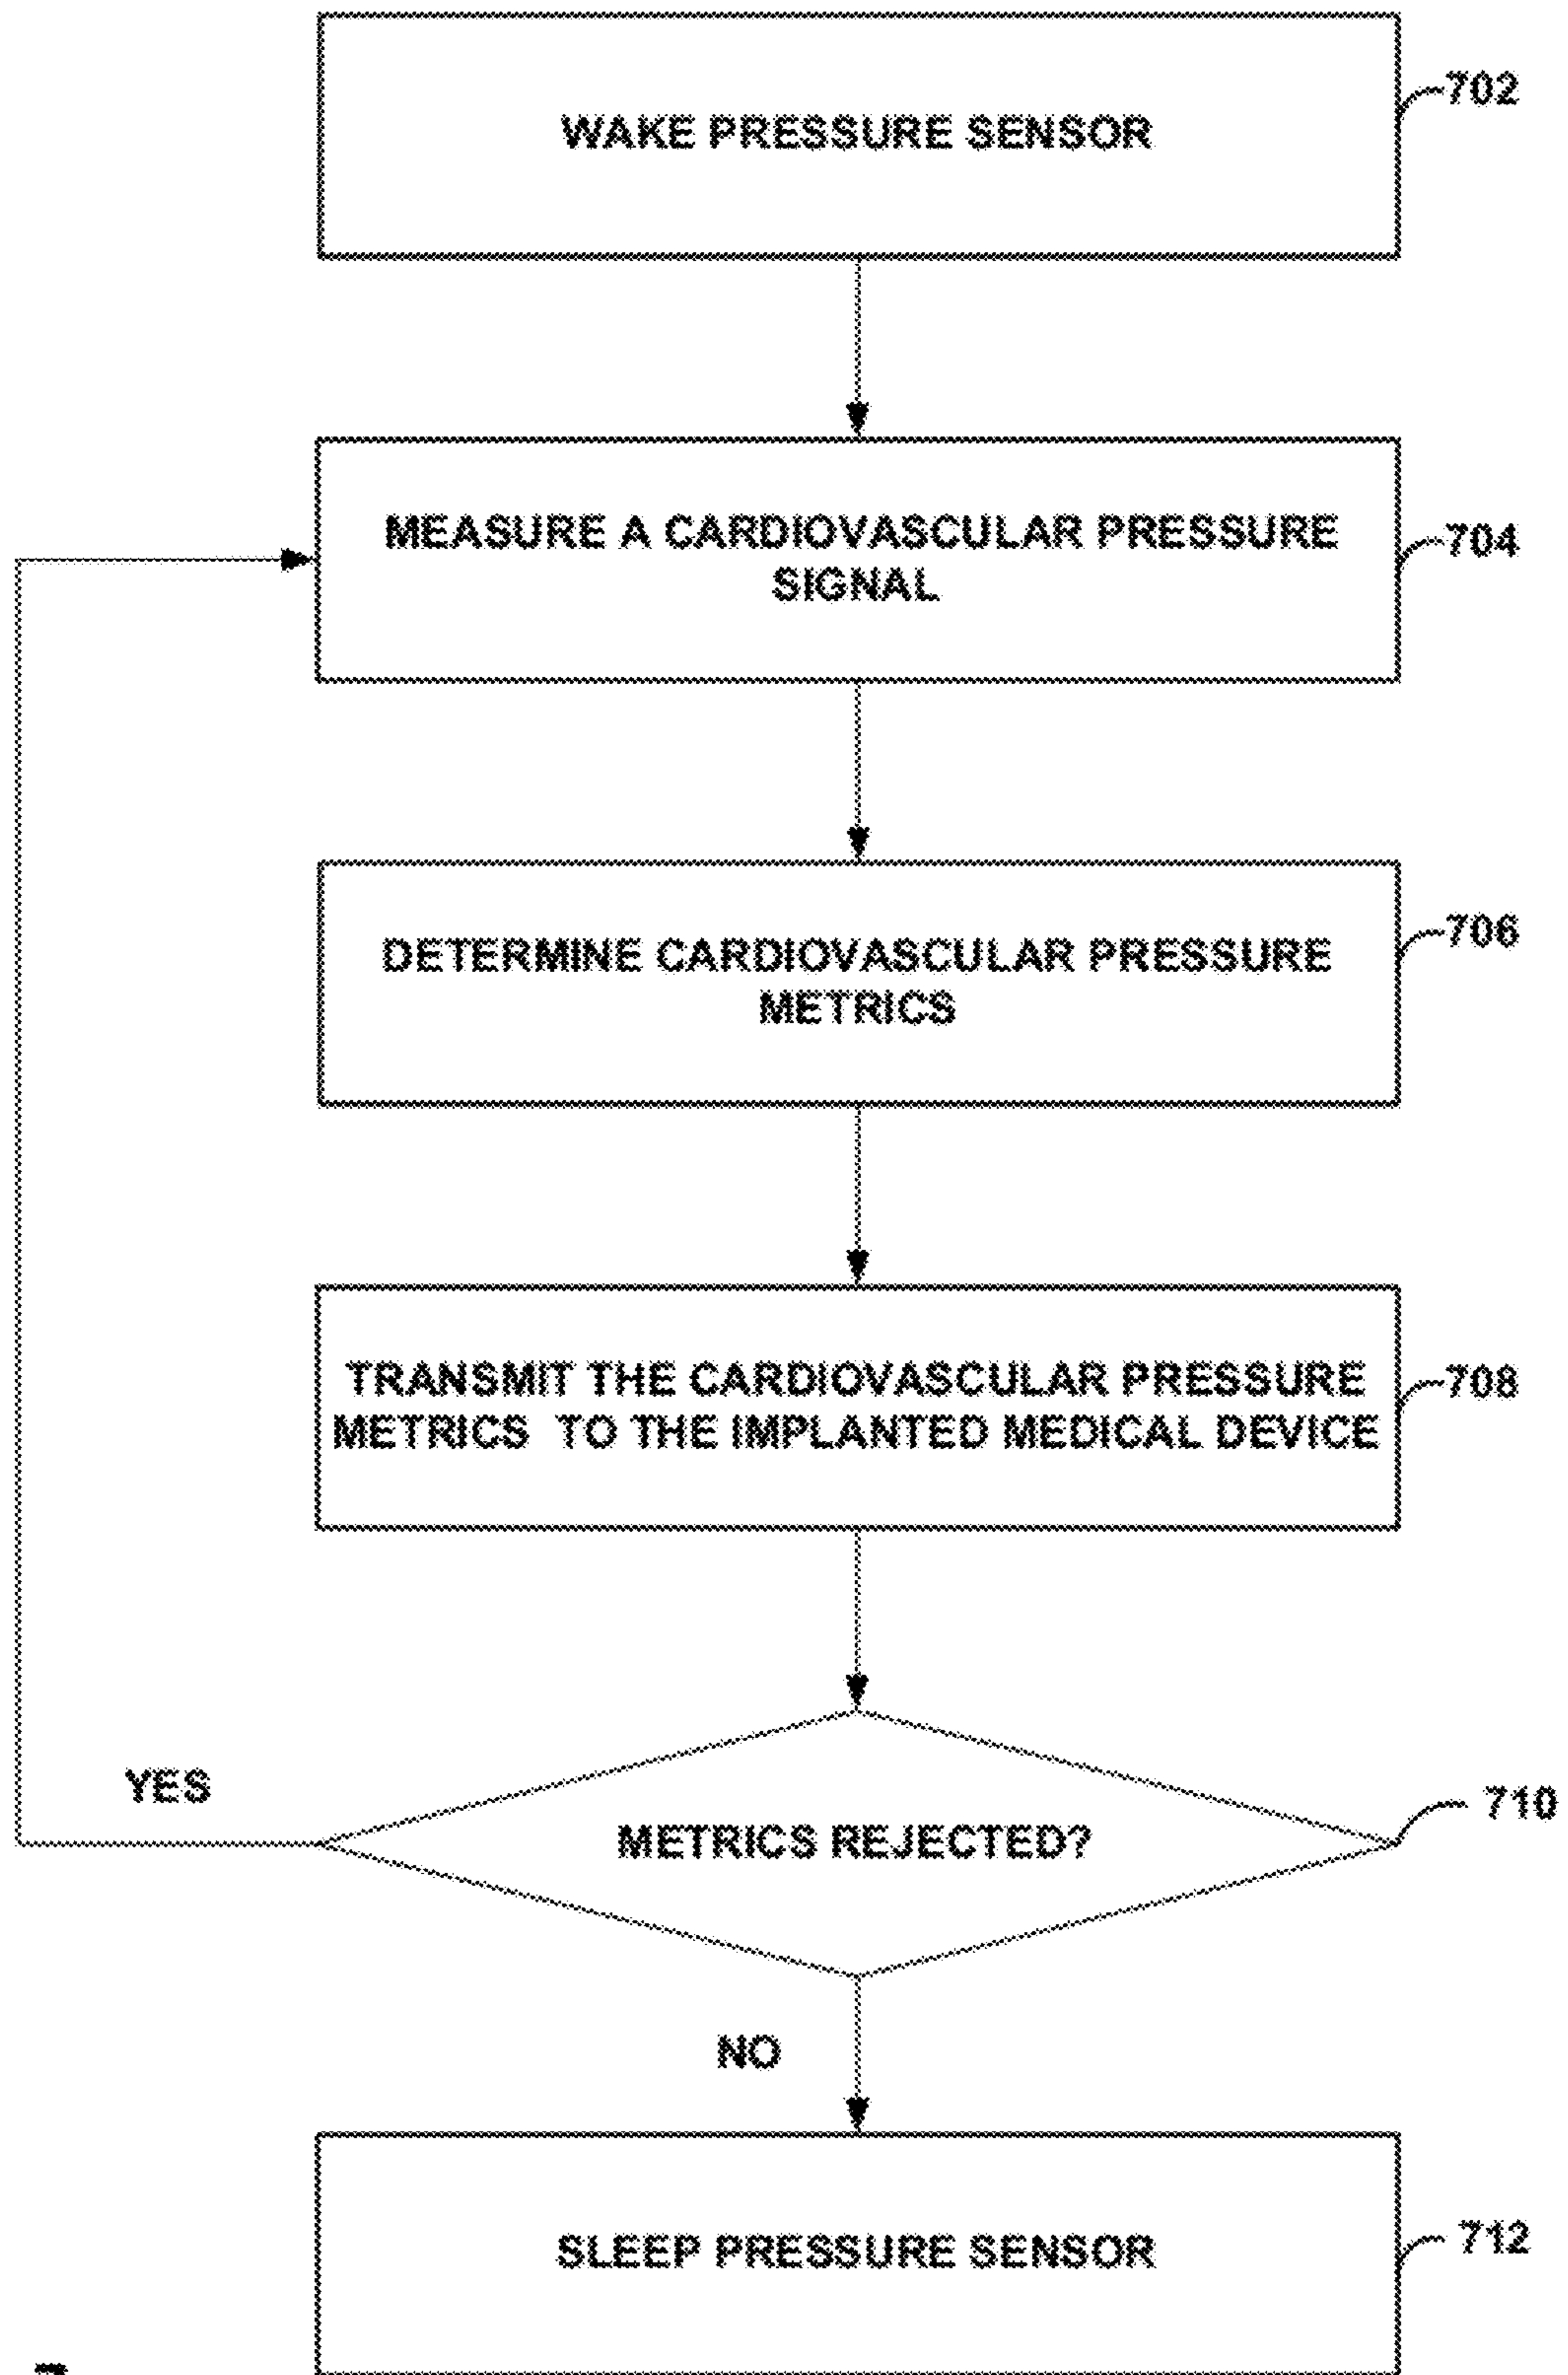 WAKE PRESSURE SENSOR
702
MEASURE A CARDIOVASCULAR PRESSURE
SIGNAL
704
DETERMINE CARDIOVASCULAR PRESSURE
METRICS
706
TRANSMIT THE CARDIOVASCULAR PRESSURE
METRICS TO THE IMPLANTED MEDICAL DEVICE
708
YES
METRICS REJECTED?
710
NO
SLEEP PRESSURE SENSOR
712